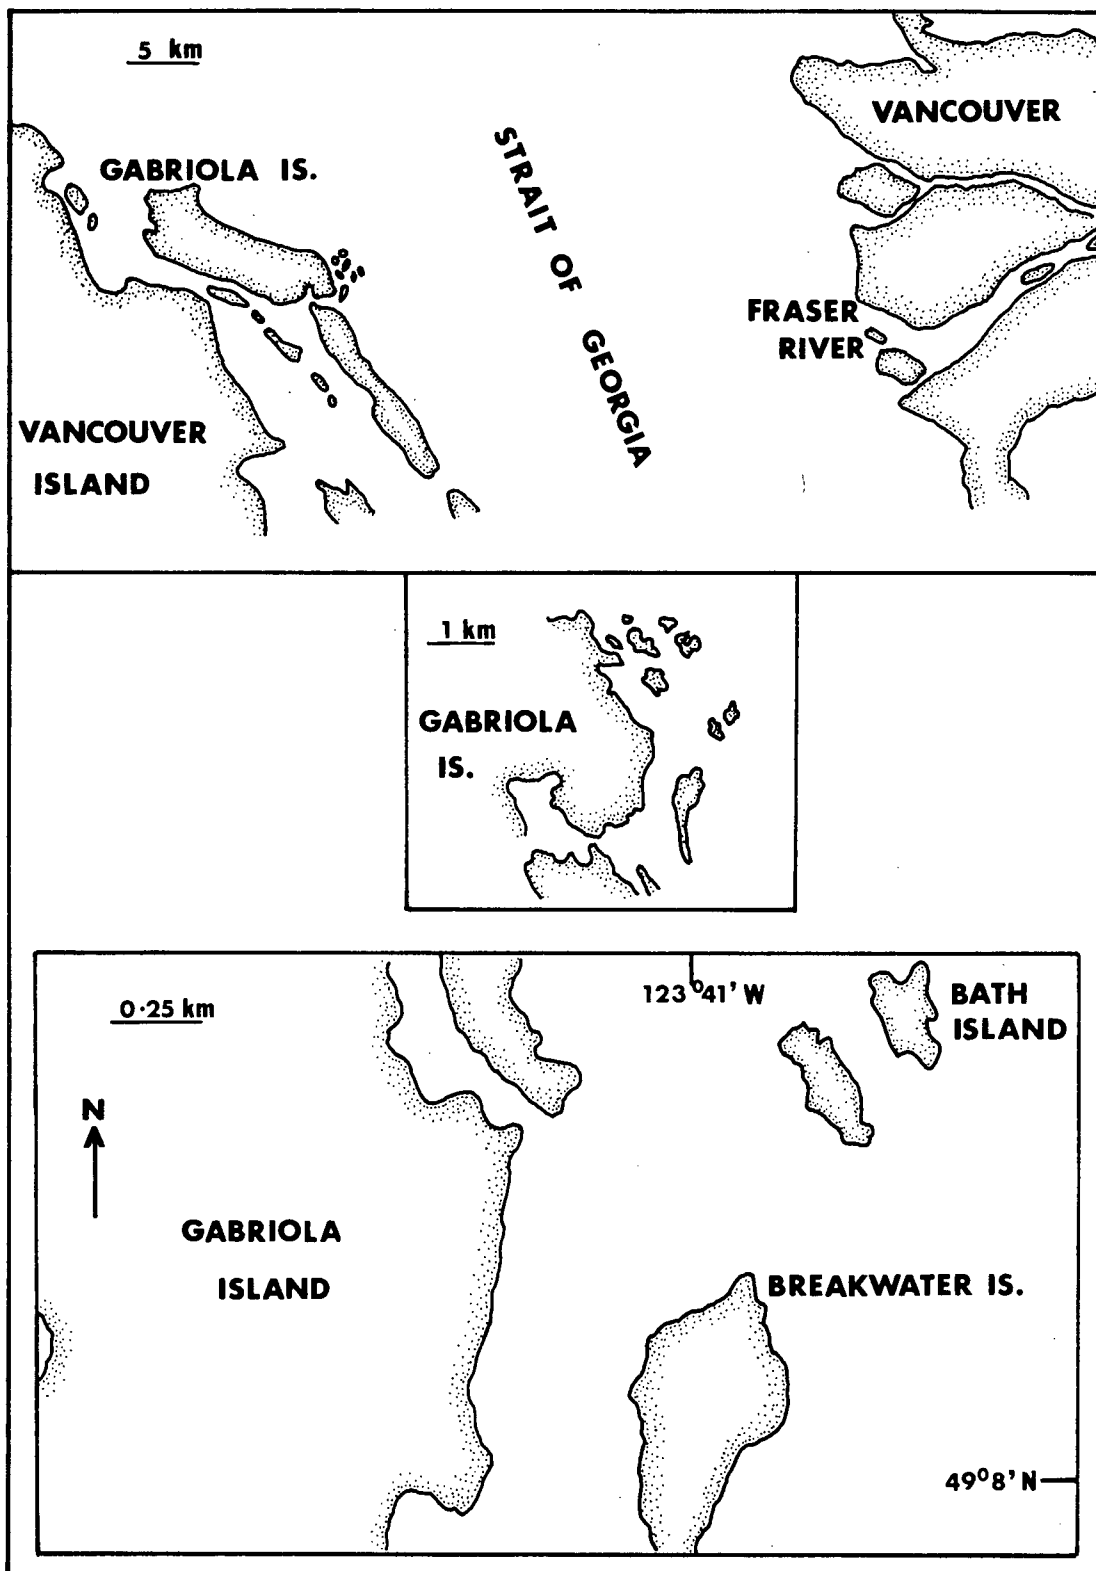 5 km
VANCOUVER
GABRIOLA IS.
STRAIT OF GEORGIA
FRASER
RIVER
VANCOUVER
ISLAND
1 km
GABRIOLA
IS.
0·25 km
123°41' W
BATH
ISLAND
N
GABRIOLA
ISLAND
BREAKWATER IS.
49°8' N